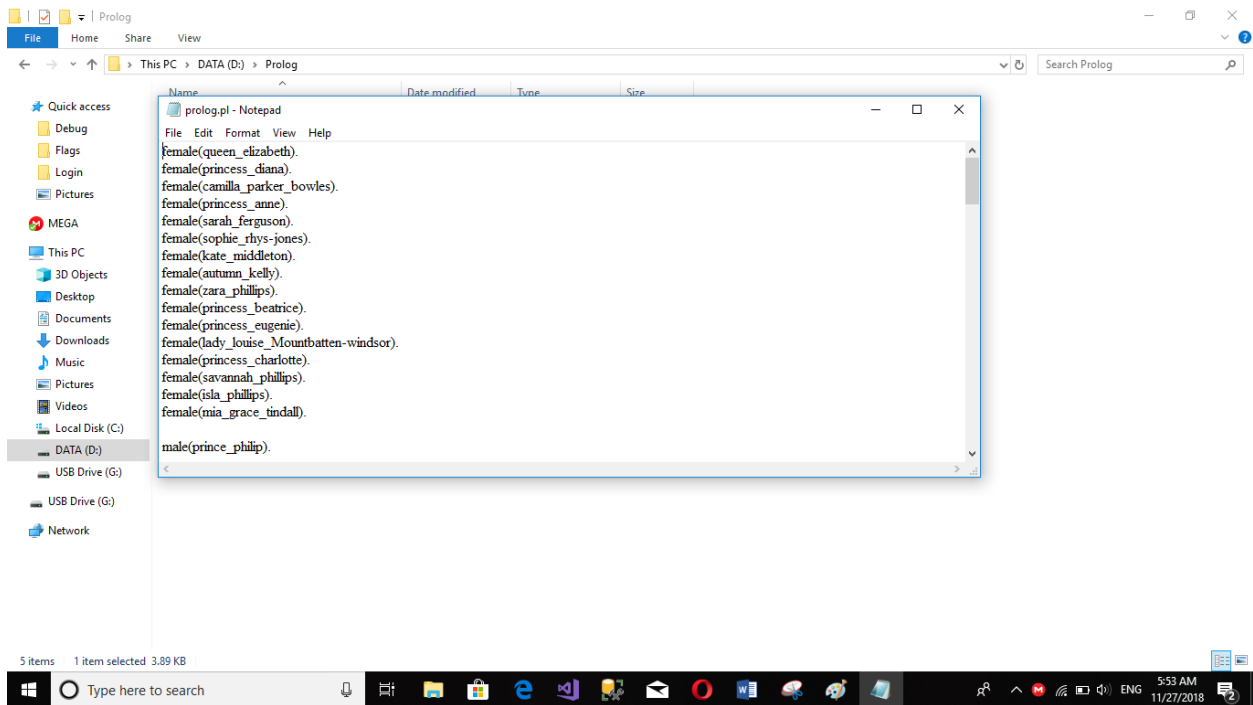 Prolog
File Home Share View
This PC > DATA (D:) > Prolog
Search Prolog
Name Date modified Type Size
Quick access
Debug
Flags
Login
Pictures
MEGA
This PC
3D Objects
Desktop
Documents
Downloads
Music
Pictures
Videos
Local Disk (C:)
DATA (D:)
USB Drive (G:)
USB Drive (G:)
Network
prolog.pl - Notepad
File Edit Format View Help
female(queen_elizabeth).
female(princess_diana).
female(camilla_parker_bowles).
female(princess_anne).
female(sarah_ferguson).
female(sophie_rhys-jones).
female(kate_middleton).
female(autumn_kelly).
female(zara_phillips).
female(princess_beatrice).
female(princess_eugenie).
female(lady_louise_Mountbatten-windsor).
female(princess_charlotte).
female(savannah_phillips).
female(isla_phillips).
female(mia_grace_tindall).
male(prince_philip).
5 items 1 item selected 3.89 KB
Type here to search
ENG
5:53 AM
11/27/2018
2